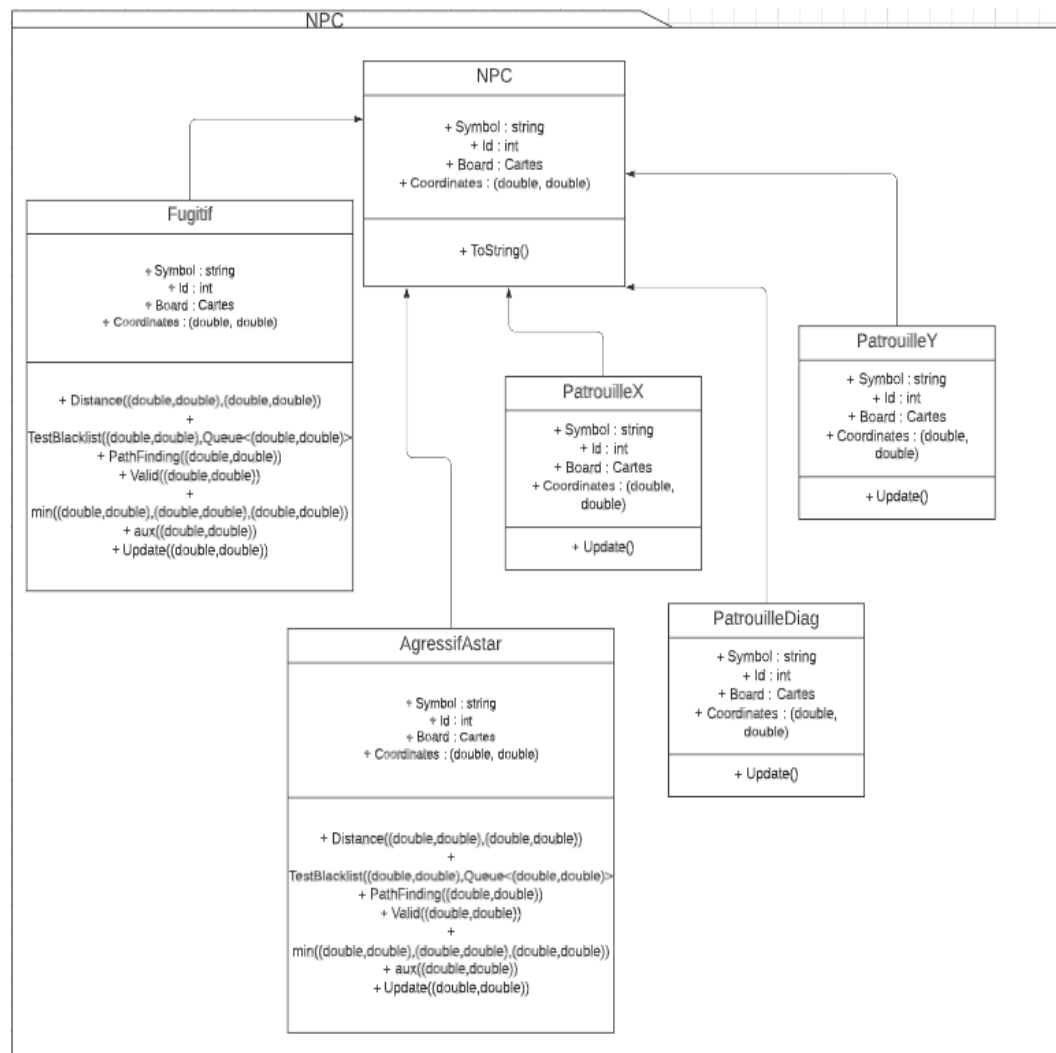 NPC
NPC
+ Symbol : string
+ Id : int
+ Board : Cartes
+ Coordinates : (double, double)
+ ToString()
Fugitif
+ Symbol : string
+ Id : int
+ Board : Cartes
+ Coordinates : (double, double)
+ Distance((double,double),(double,double))
+
TestBlacklist((double,double),Queue<(double,double)>
+ PathFinding((double,double))
+ Valid((double,double))
+
min((double,double),(double,double),(double,double))
+ aux((double,double))
+ Update((double,double))
PatrouilleX
+ Symbol : string
+ Id : int
+ Board : Cartes
+ Coordinates : (double,
double)
+ Update()
PatrouilleY
+ Symbol : string
+ Id : int
+ Board : Cartes
+ Coordinates : (double,
double)
+ Update()
AgressifAstar
+ Symbol : string
+ Id : int
+ Board : Cartes
+ Coordinates : (double, double)
+ Distance((double,double),(double,double))
+
TestBlacklist((double,double),Queue<(double,double)>
+ PathFinding((double,double))
+ Valid((double,double))
+
min((double,double),(double,double),(double,double))
+ aux((double,double))
+ Update((double,double))
PatrouilleDiag
+ Symbol : string
+ Id : int
+ Board : Cartes
+ Coordinates : (double,
double)
+ Update()